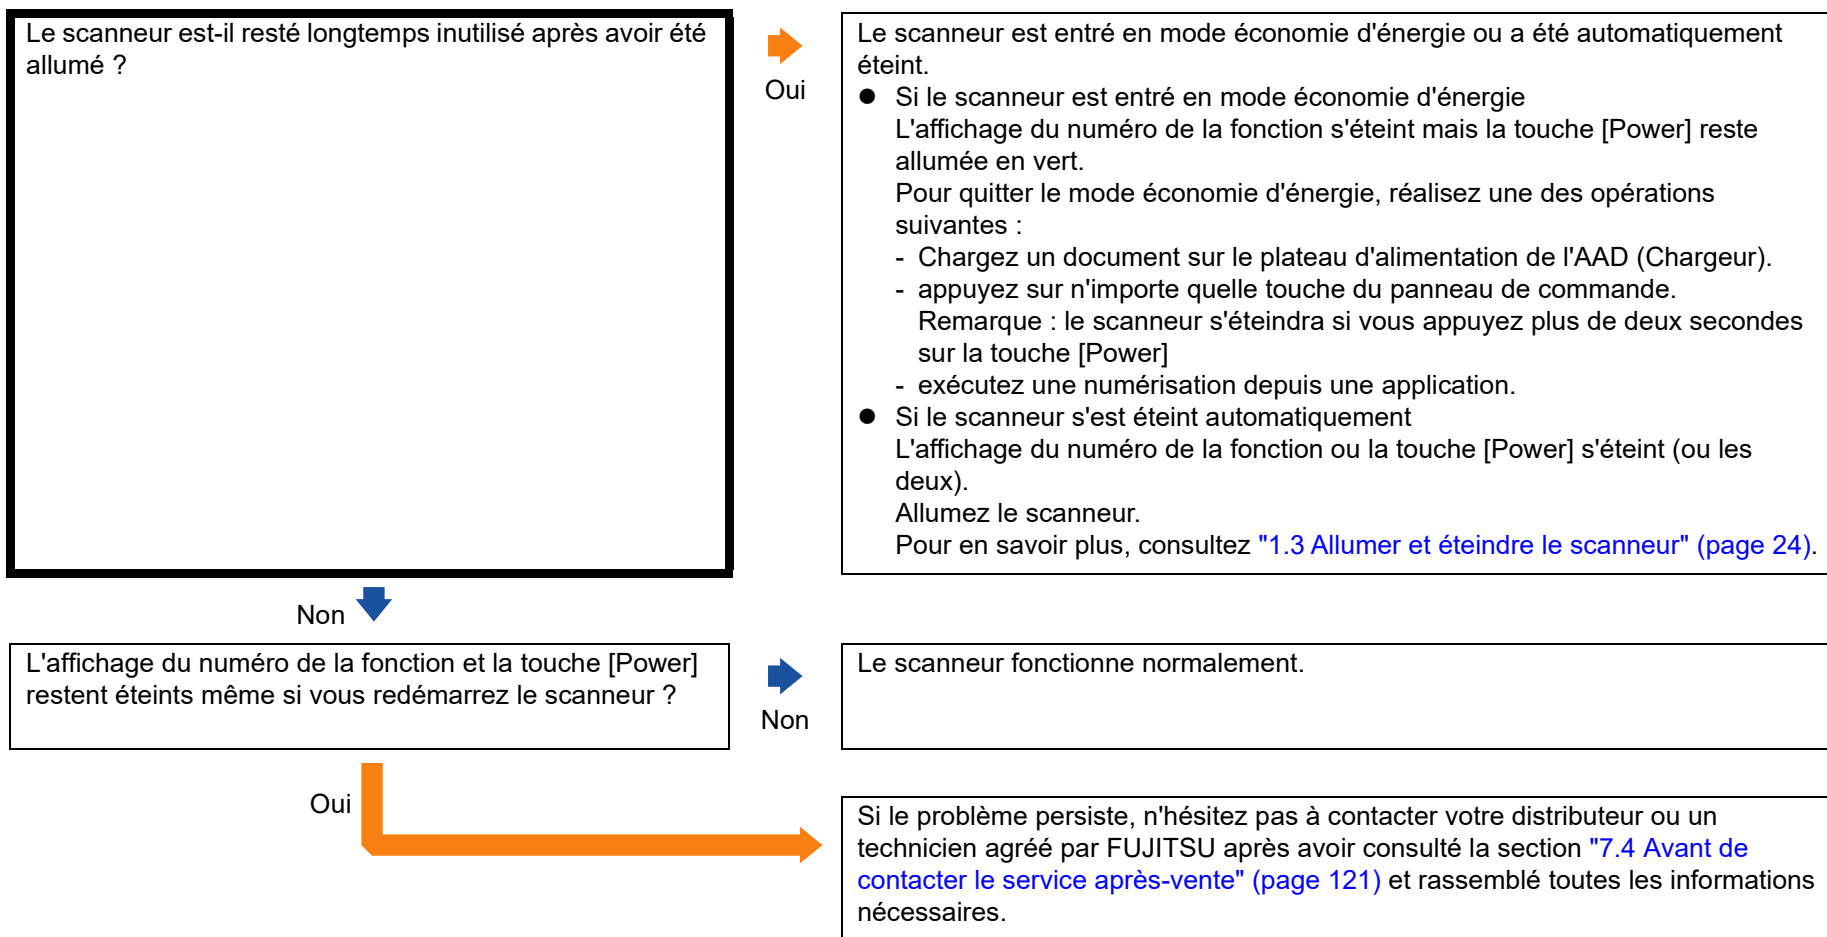 Le scanneur est-il resté longtemps inutilisé après avoir été
allumé ?
Oui
Le scanneur est entré en mode économie d'énergie ou a été automatiquement
éteint.
● Si le scanneur est entré en mode économie d'énergie
L'affichage du numéro de la fonction s'éteint mais la touche [Power] reste
allumée en vert.
Pour quitter le mode économie d'énergie, réalisez une des opérations
suivantes :
- Chargez un document sur le plateau d'alimentation de l'AAD (Chargeur).
- appuyez sur n'importe quelle touche du panneau de commande.
Remarque : le scanneur s'éteindra si vous appuyez plus de deux secondes
sur la touche [Power]
- exécutez une numérisation depuis une application.
● Si le scanneur s'est éteint automatiquement
L'affichage du numéro de la fonction ou la touche [Power] s'éteint (ou les
deux).
Allumez le scanneur.
Pour en savoir plus, consultez "1.3 Allumer et éteindre le scanneur" (page 24).
Non
L'affichage du numéro de la fonction et la touche [Power]
restent éteints même si vous redémarrez le scanneur ?
Non
Le scanneur fonctionne normalement.
Oui
Si le problème persiste, n'hésitez pas à contacter votre distributeur ou un
technicien agréé par FUJITSU après avoir consulté la section "7.4 Avant de
contacter le service après-vente" (page 121) et rassemblé toutes les informations
nécessaires.